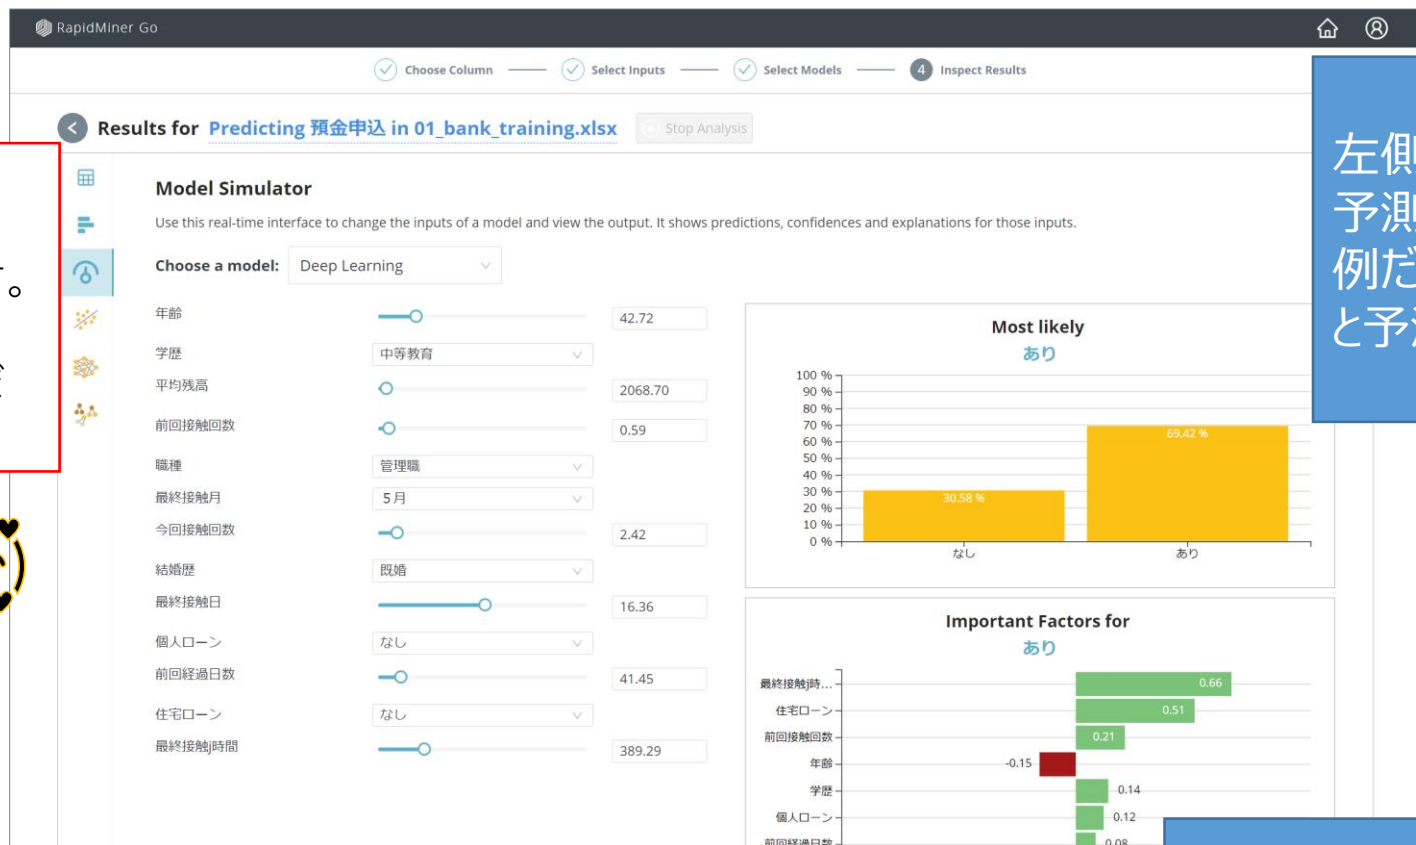 RapidMiner Go
Choose Column
Select Inputs
Select Models
4 Inspect Results
Results for Predicting 預金申込 in 01_bank_training.xlsx
Stop Analysis
Model Simulator
Use this real-time interface to change the inputs of a model and view the output. It shows predictions, confidences and explanations for those inputs.
Choose a model: Deep Learning
年齢 42.72
学歴 中等教育
平均残高 2068.70
前回接触回数 0.59
職種 管理職
最終接触月 5月
今回接触回数 2.42
結婚歴 既婚
最終接触日 16.36
個人ローン なし
前回経過日数 41.45
住宅ローン なし
最終接触j時間 389.29
Most likely
あり
100 %
90 %
80 %
70 %
60 %
50 %
40 %
30 %
20 %
10 %
0 %
30.58 %
69.42 %
なし
あり
Important Factors for
あり
最終接触j時... 0.66
住宅ローン 0.51
前回接触回数 0.21
年齢 -0.15
学歴 0.14
個人ローン 0.12
前回経過日数 0.08
左側
予測
例だ
と予測
。